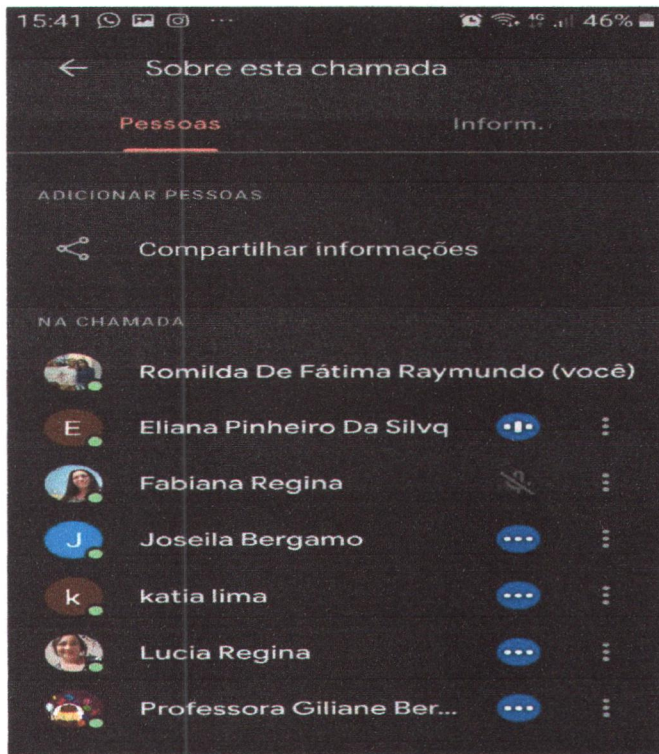 15:41 4G 46%
Sobre esta chamada
Pessoas Inform.
ADICIONAR PESSOAS
Compartilhar informações
NA CHAMADA
Romilda De Fátima Raymundo (você)
E Eliana Pinheiro Da Silvq
Fabiana Regina
J Joseila Bergamo
k katia lima
Lucia Regina
Professora Giliane Ber...